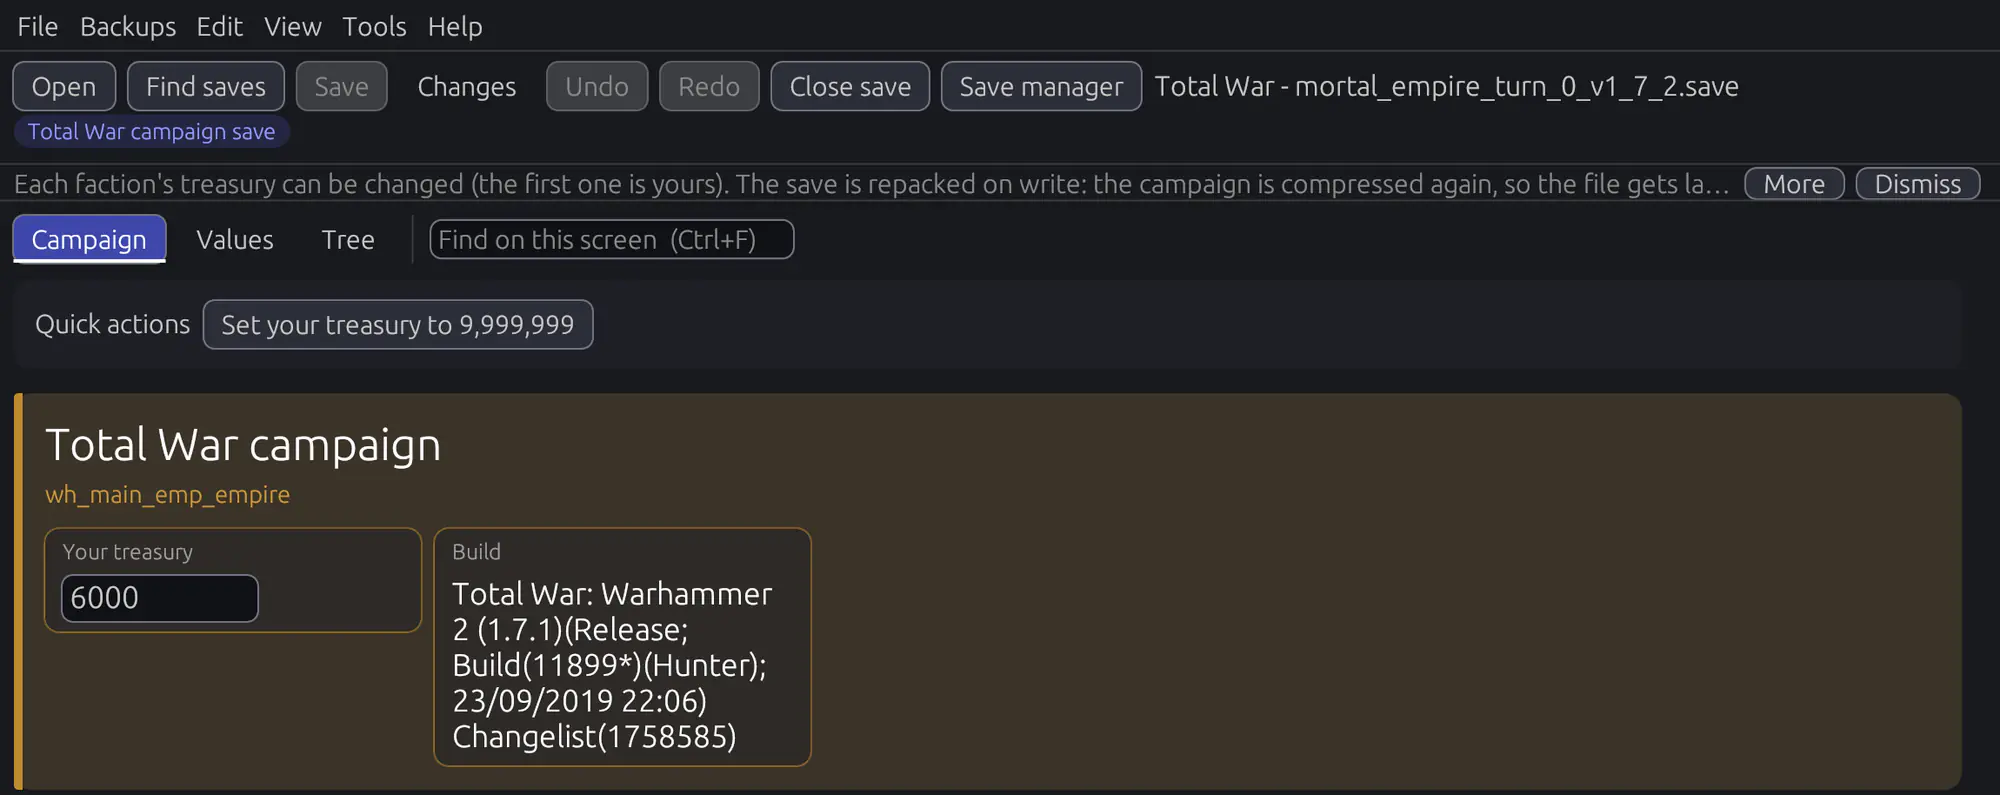 File Backups Edit View Tools Help
Open Find saves Save Changes Undo Redo Close save Save manager Total War - mortal_empire_turn_0_v1_7_2.save
Total War campaign save
Each faction's treasury can be changed (the first one is yours). The save is repacked on write: the campaign is compressed again, so the file gets la... More Dismiss
Campaign Values Tree Find on this screen (Ctrl+F)
Quick actions Set your treasury to 9,999,999
Total War campaign
wh_main_emp_empire
Your treasury
6000
Build
Total War: Warhammer
2 (1.7.1)(Release;
Build(11899*)(Hunter);
23/09/2019 22:06)
Changelist(1758585)